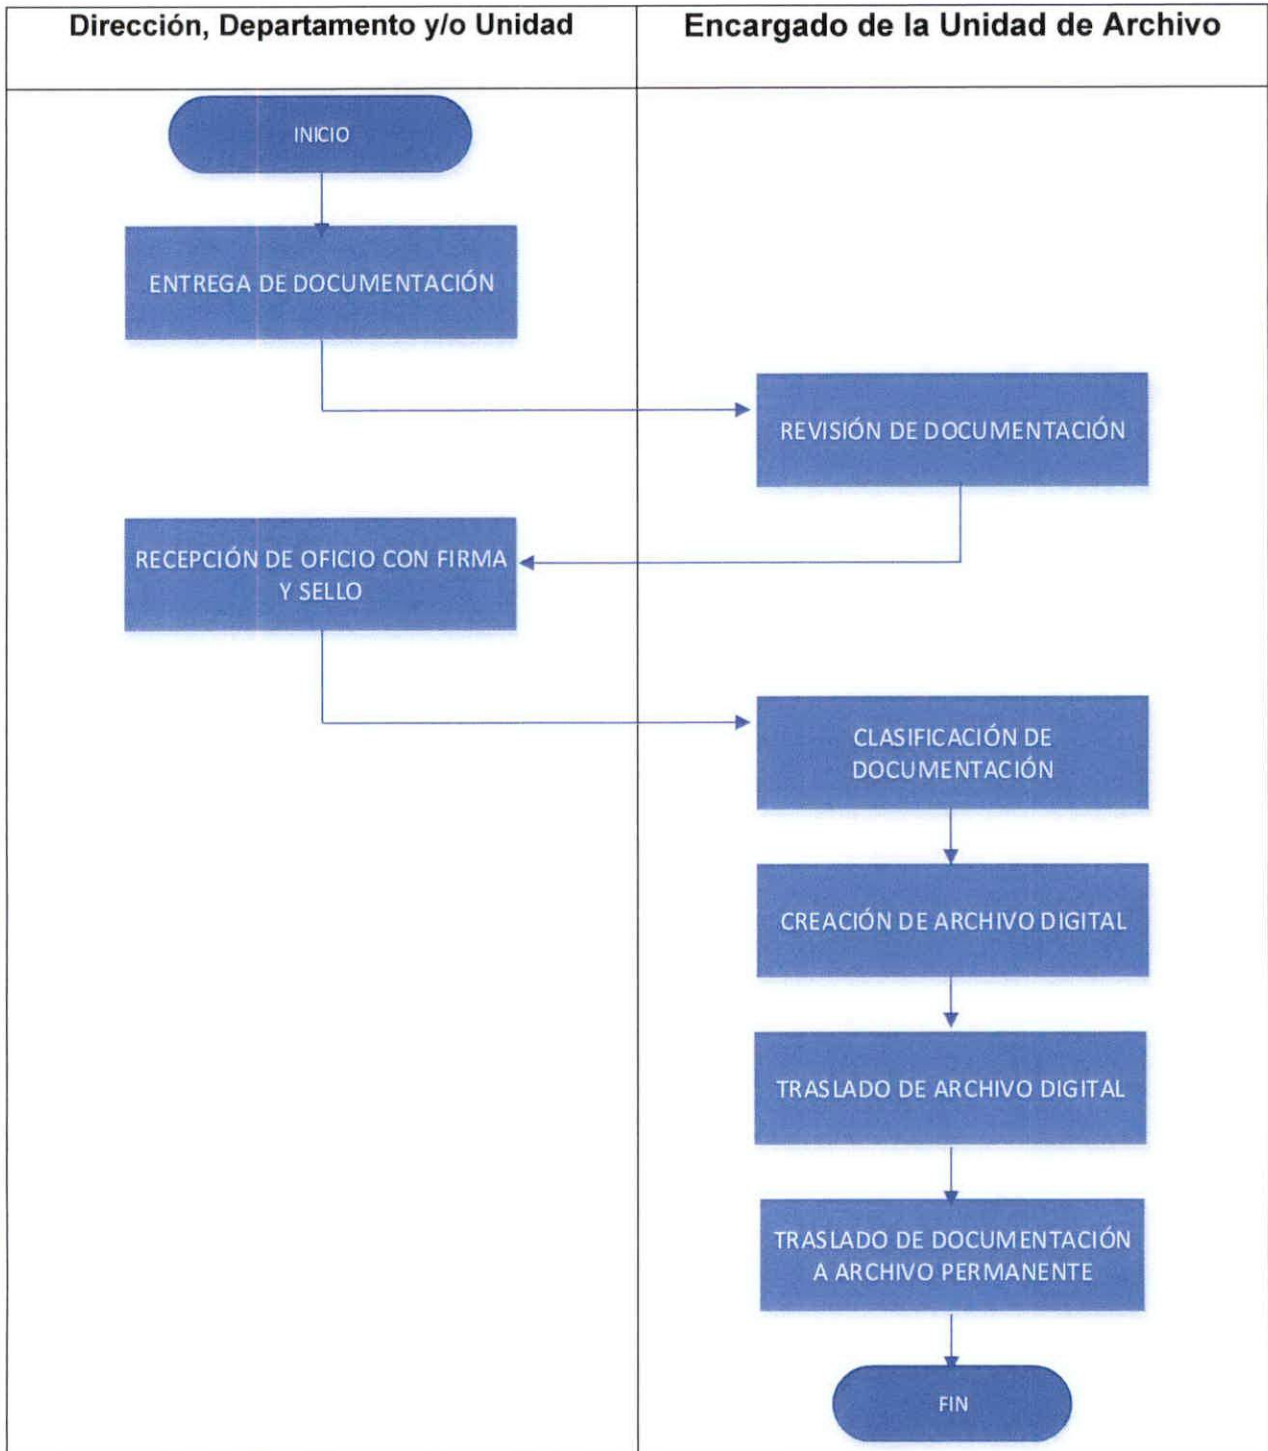 Dirección, Departamento y/o Unidad
Encargado de la Unidad de Archivo
INICIO
ENTREGA DE DOCUMENTACIÓN
REVISIÓN DE DOCUMENTACIÓN
RECEPCIÓN DE OFICIO CON FIRMA
Y SELLO
CLASIFICACIÓN DE
DOCUMENTACIÓN
CREACIÓN DE ARCHIVO DIGITAL
TRASLADO DE ARCHIVO DIGITAL
TRASLADO DE DOCUMENTACIÓN
A ARCHIVO PERMANENTE
FIN